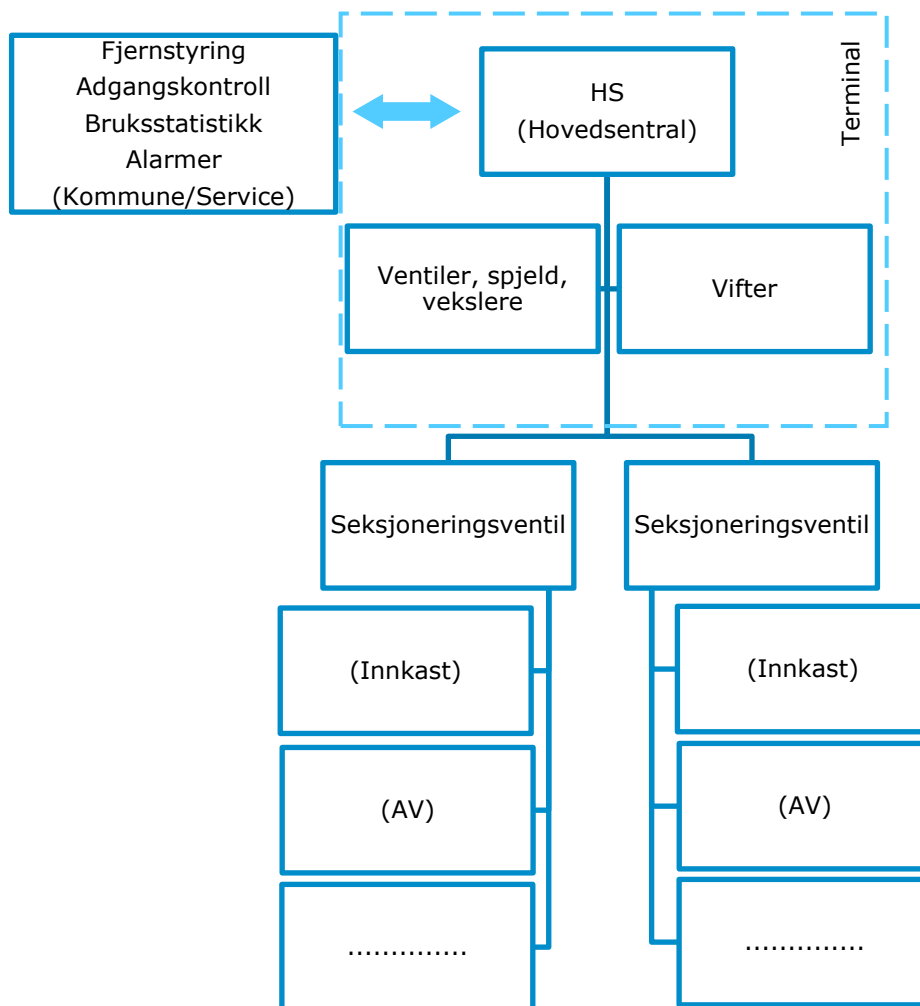 Fjernstyring
Adgangskontroll
Bruksstatistikk
Alarmer
(Kommune/Service)
HS
(Hovedsentral)
Terminal
Ventiler, spjeld,
vekslere
Vifter
Seksjoneringsventil
Seksjoneringsventil
(Innkast)
(Innkast)
(AV)
(AV)
..............
..............